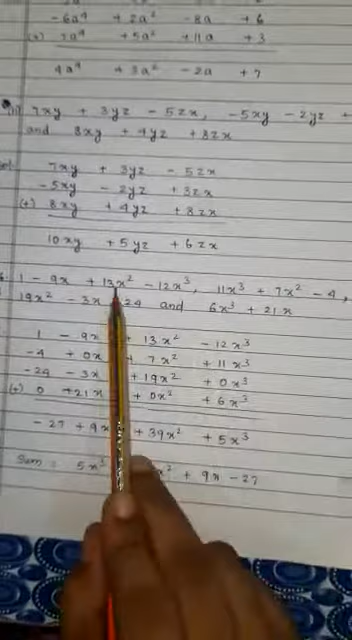 -6a⁴ + 2a² - 8a + 6
(+) 7a⁴ + 5a² + 11a + 3
4a⁴ + 3a² - 2a + 7
(ii) 7xy + 3yz - 5zx, -5xy - 2yz +
and 8xy + 4yz + 8zx
7xy + 3yz - 5zx
-5xy - 2yz + 3zx
(+) 8xy + 4yz + 8zx
10xy + 5yz + 6zx
1 - 9x + 13x² - 12x³, 11x³ + 7x² - 4,
19x² - 3x - 24 and 6x³ + 21x
1 - 9x + 13x² - 12x³
-4 + 0x + 7x² + 11x³
-24 - 3x + 19x² + 0x³
(+) 0 + 21x + 0x² + 6x³
-27 + 9x + 39x² + 5x³
Sum = 5x³ x² + 9x - 27